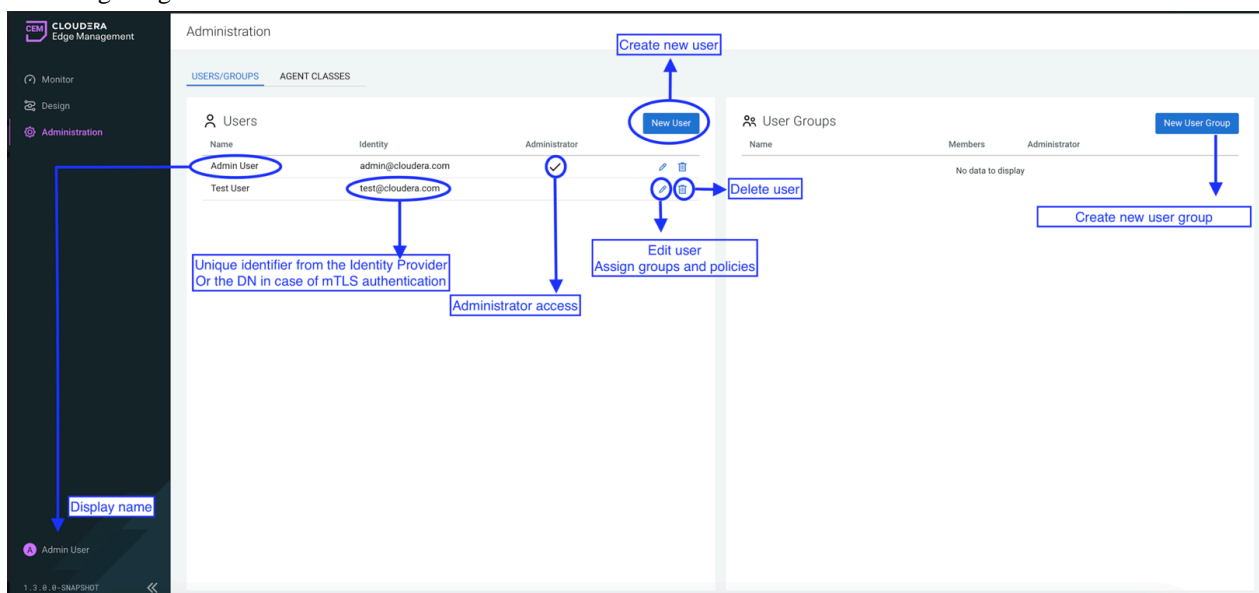 CEM CLOUDERA
Edge Management
Administration
Create new user
Monitor
USERS/GROUPS AGENT CLASSES
Design
Administration
Users New User
User Groups New User Group
Name Identity Administrator
Name Members Administrator
Admin User admin@cloudera.com
No data to display
Test User test@cloudera.com
Delete user
Create new user group
Edit user
Assign groups and policies
Unique identifier from the Identity Provider
Or the DN in case of mTLS authentication
Administrator access
Display name
A Admin User
1.3.0.0-SNAPSHOT